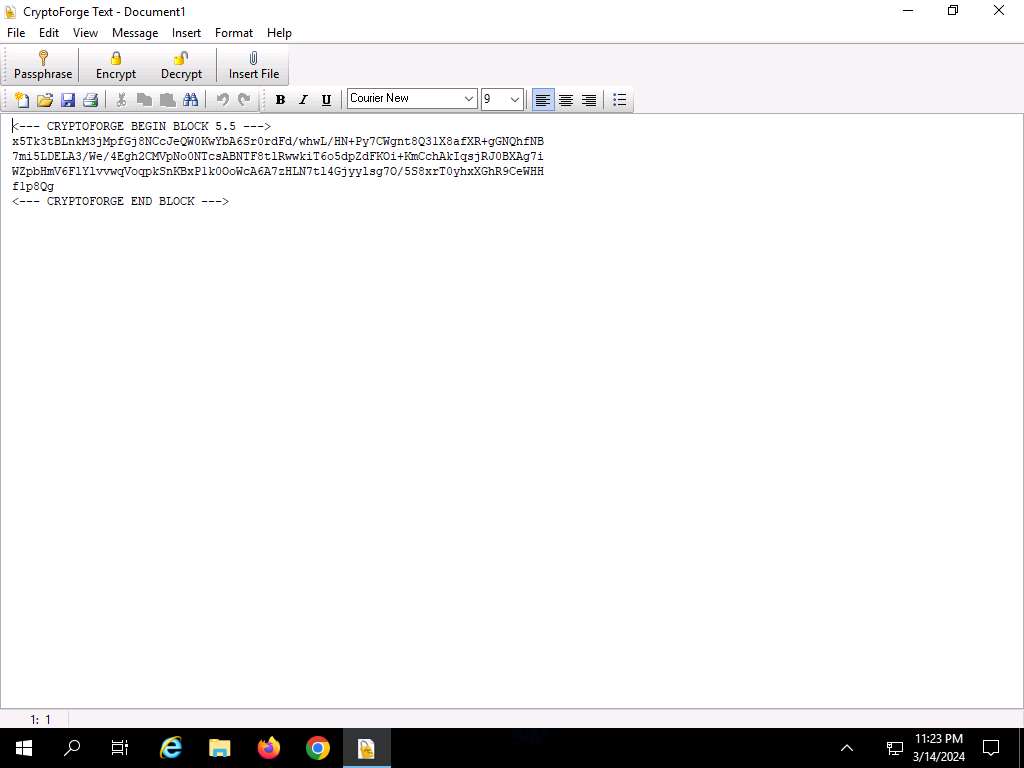 CryptoForge Text - Document1
File Edit View Message Insert Format Help
Passphrase Encrypt Decrypt Insert File
B I U Courier New 9
<--- CRYPTOFORGE BEGIN BLOCK 5.5 --->
x5Tk3tBLnkM3jMpfGj8NCcJeQW0KwYbA6Sr0rdFd/whwL/HN+Py7CWgnt8Q3lX8afXR+gGNQhfNB
7mi5LDELA3/We/4Egh2CMVpNo0NTcsABNTF8tlRwwkiT6o5dpZdFKOi+KmCchAkIqsjRJ0BXAg7i
WZpbHmV6FlYlvvwqVoqpkSnKBxPlk0OoWcA6A7zHLN7tl4Gjyylsg7O/5S8xrT0yhxXGhR9CeWHH
flp8Qg
<--- CRYPTOFORGE END BLOCK --->
1: 1
11:23 PM
3/14/2024